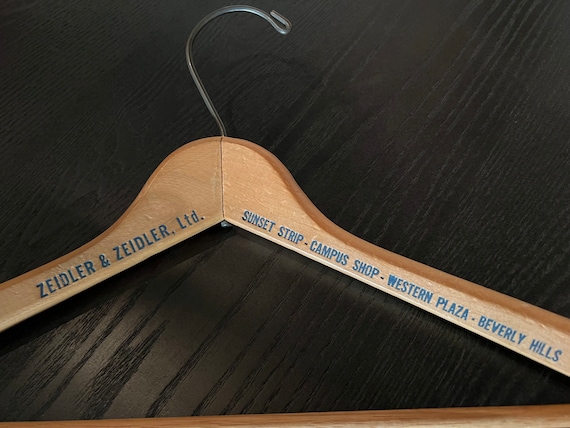 ZEIDLER & ZEIDLER, Ltd.
SUNSET STRIP - CAMPUS SHOP - WESTERN PLAZA - BEVERLY HILLS